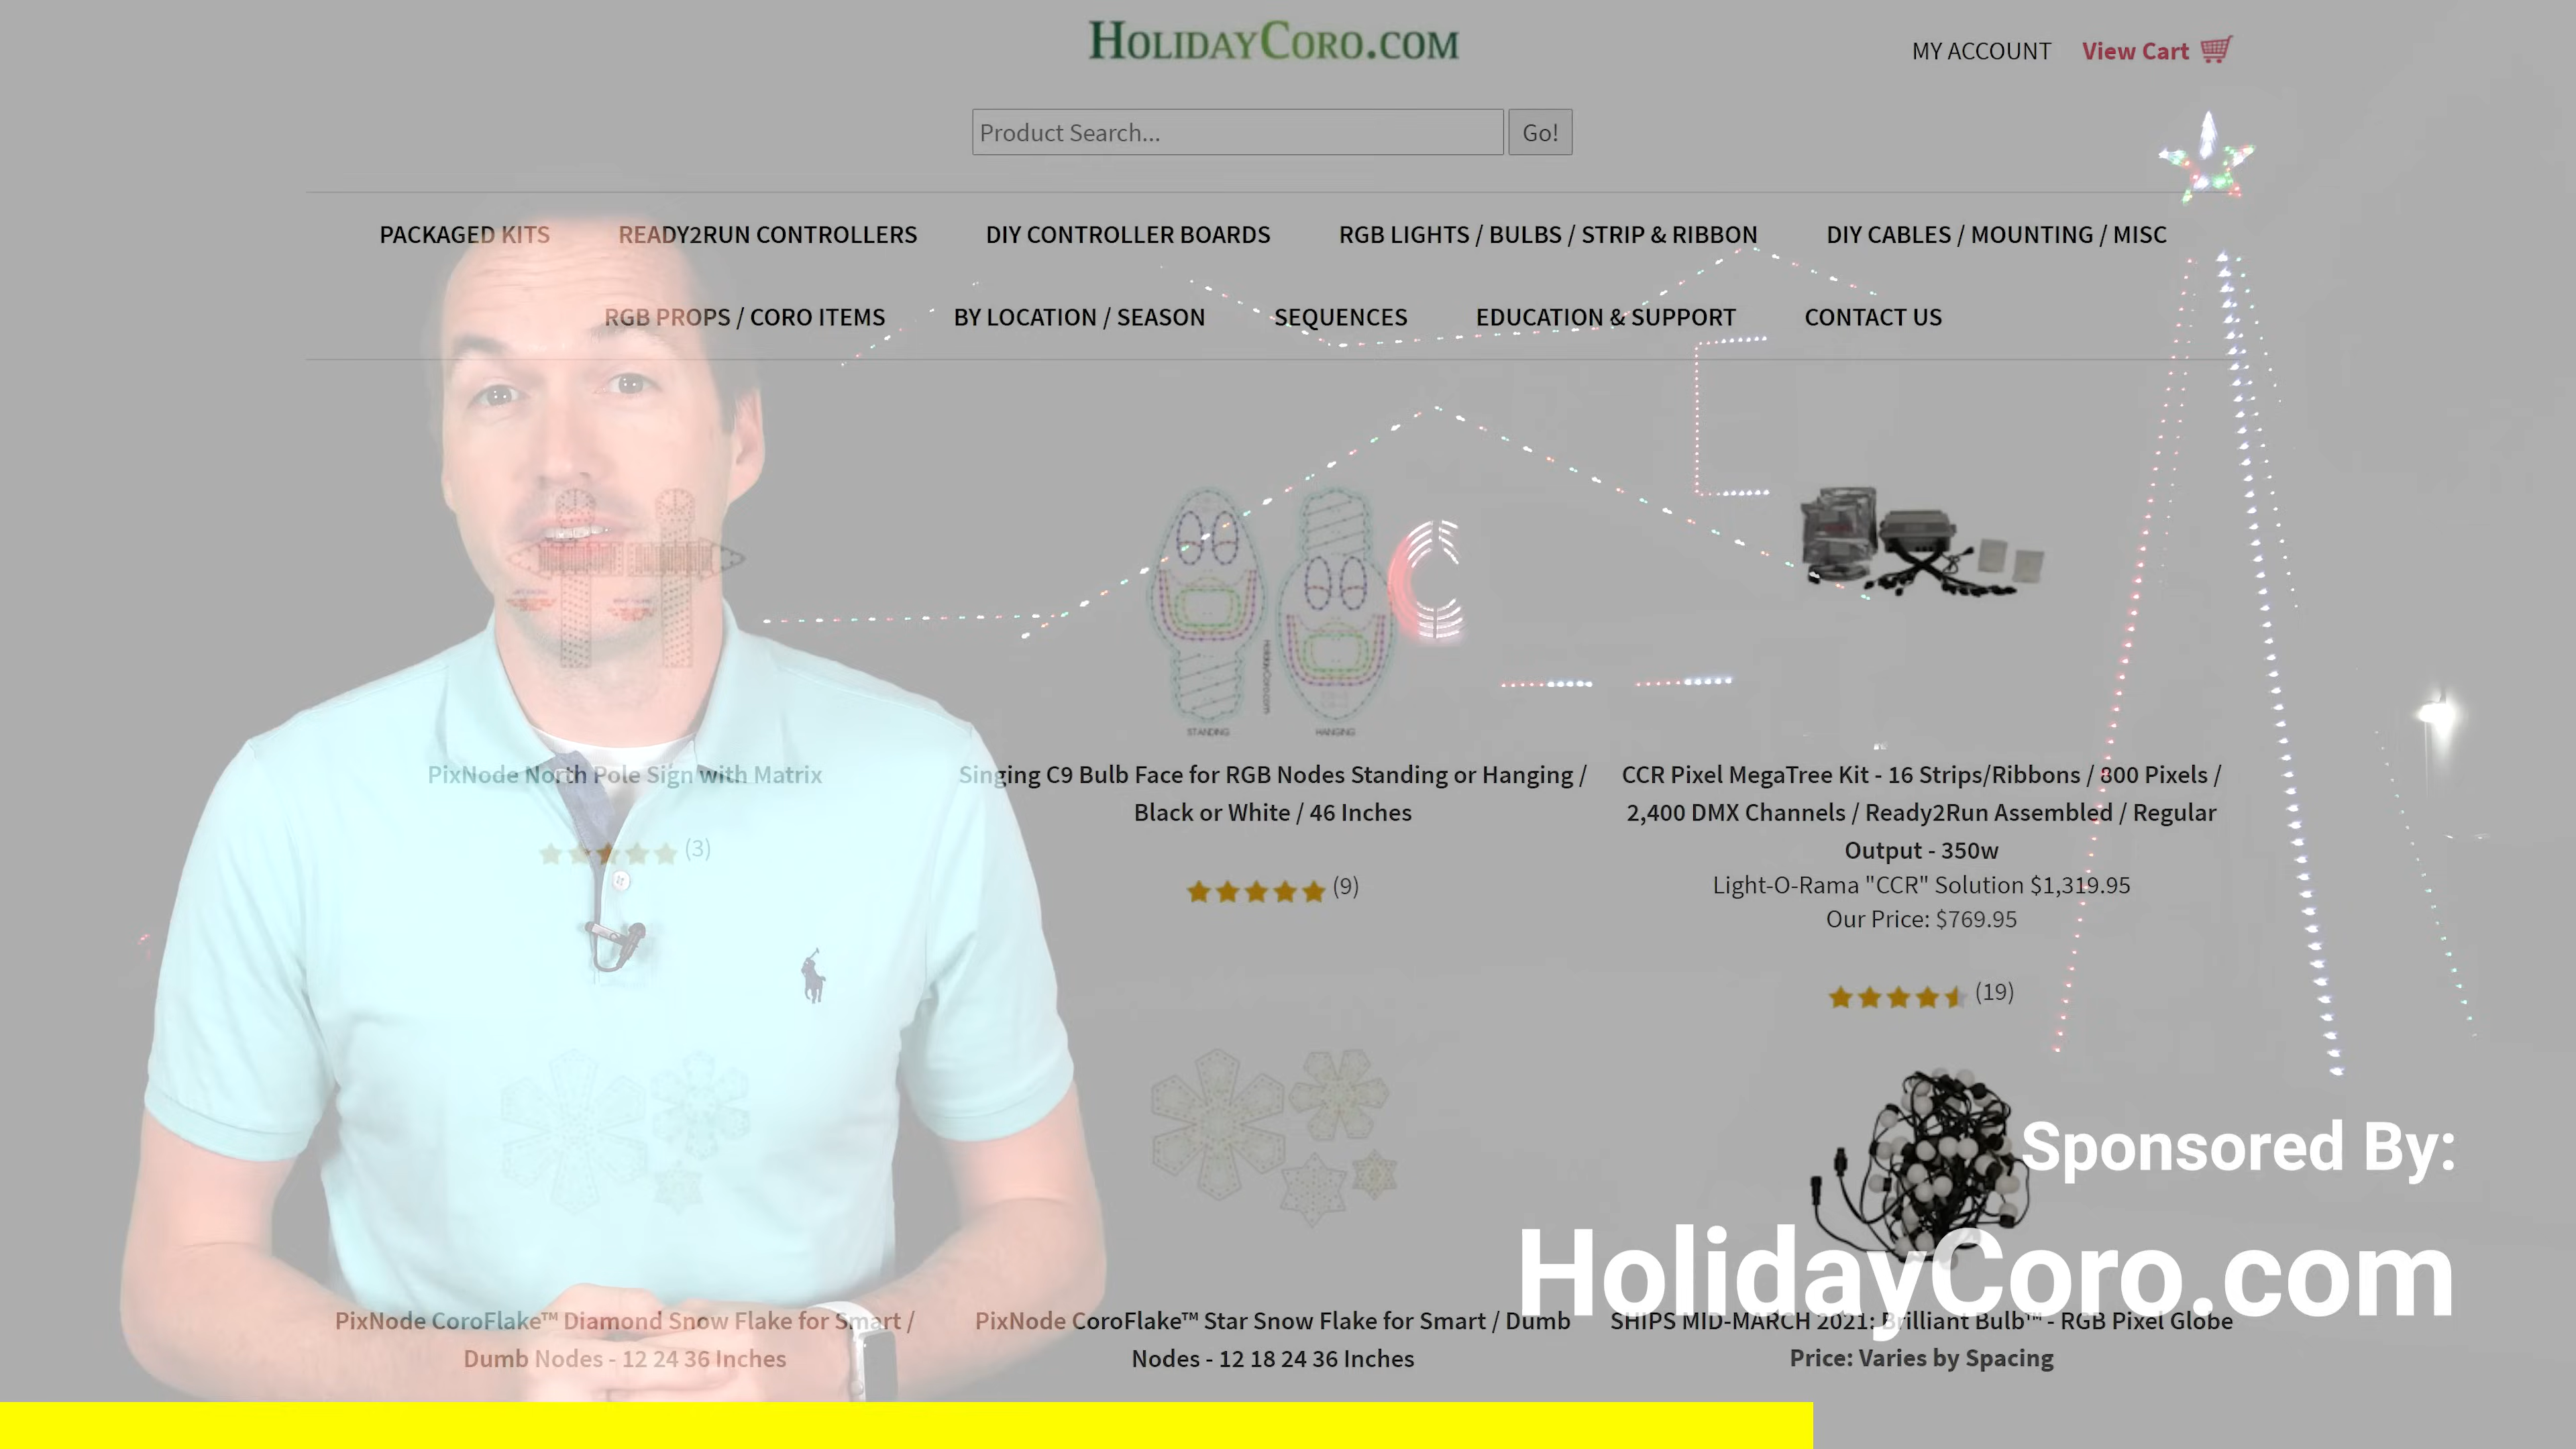 HOLIDAYCORO.COM
MY ACCOUNT View Cart
Product Search... Go!
PACKAGED KITS READY2RUN CONTROLLERS DIY CONTROLLER BOARDS RGB LIGHTS / BULBS / STRIP & RIBBON DIY CABLES / MOUNTING / MISC
RGB PROPS / CORO ITEMS BY LOCATION / SEASON SEQUENCES EDUCATION & SUPPORT CONTACT US
HolidayCoro.com
STANDING HANGING
PixNode North Pole Sign with Matrix
(3)
Singing C9 Bulb Face for RGB Nodes Standing or Hanging /
Black or White / 46 Inches
(9)
CCR Pixel MegaTree Kit - 16 Strips/Ribbons / 800 Pixels /
2,400 DMX Channels / Ready2Run Assembled / Regular
Output - 350w
Light-O-Rama "CCR" Solution $1,319.95
Our Price: $769.95
(19)
Sponsored By:
HolidayCoro.com
PixNode CoroFlake™ Diamond Snow Flake for Smart /
Dumb Nodes - 12 24 36 Inches
PixNode CoroFlake™ Star Snow Flake for Smart / Dumb
Nodes - 12 18 24 36 Inches
SHIPS MID-MARCH 2021: Brilliant Bulb™ - RGB Pixel Globe
Price: Varies by Spacing